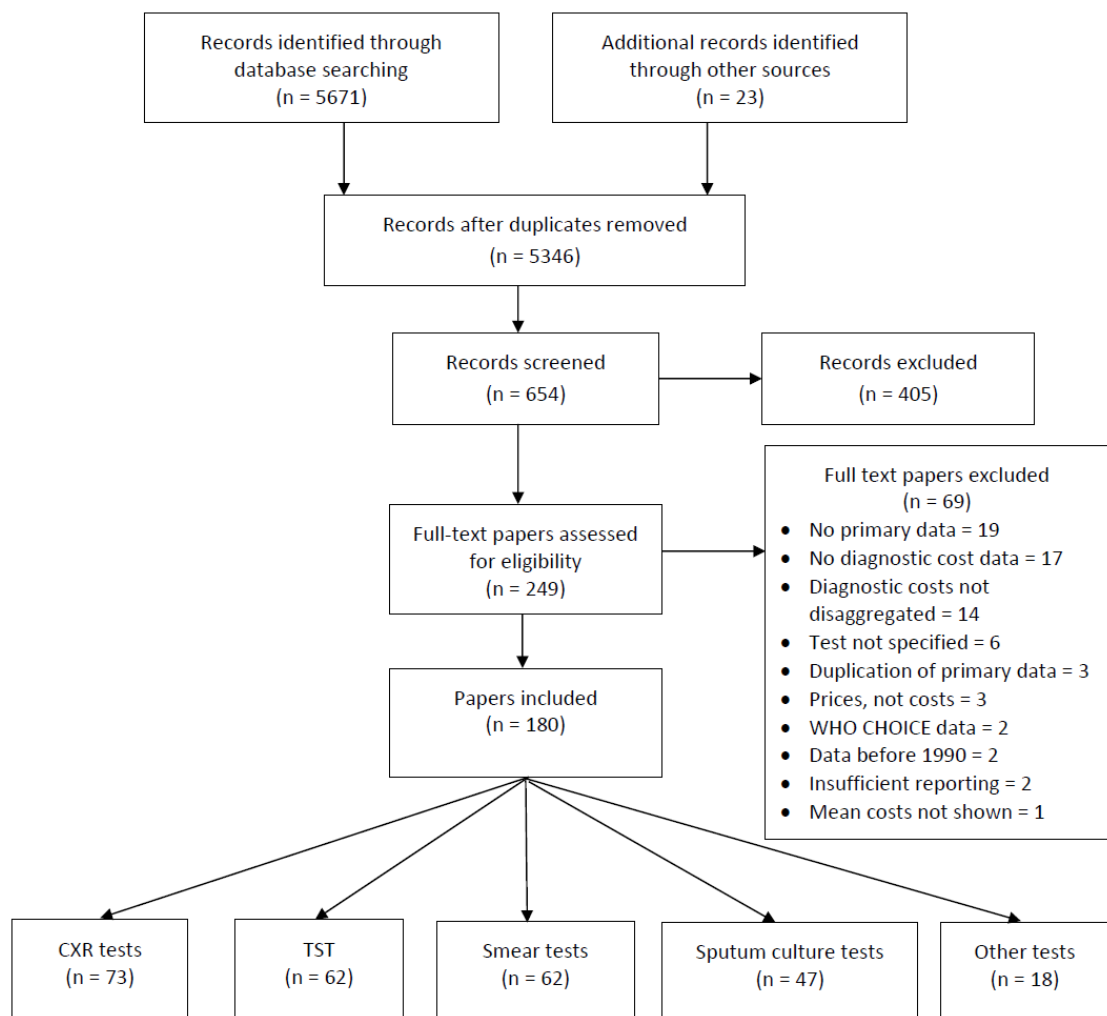 Records identified through
database searching
(n = 5671)
Additional records identified
through other sources
(n = 23)
Records after duplicates removed
(n = 5346)
Records screened
(n = 654)
Records excluded
(n = 405)
Full-text papers assessed
for eligibility
(n = 249)
Full text papers excluded
(n = 69)
• No primary data = 19
• No diagnostic cost data = 17
• Diagnostic costs not
disaggregated = 14
• Test not specified = 6
• Duplication of primary data = 3
• Prices, not costs = 3
• WHO CHOICE data = 2
• Data before 1990 = 2
• Insufficient reporting = 2
• Mean costs not shown = 1
Papers included
(n = 180)
CXR tests
(n = 73)
TST
(n = 62)
Smear tests
(n = 62)
Sputum culture tests
(n = 47)
Other tests
(n = 18)